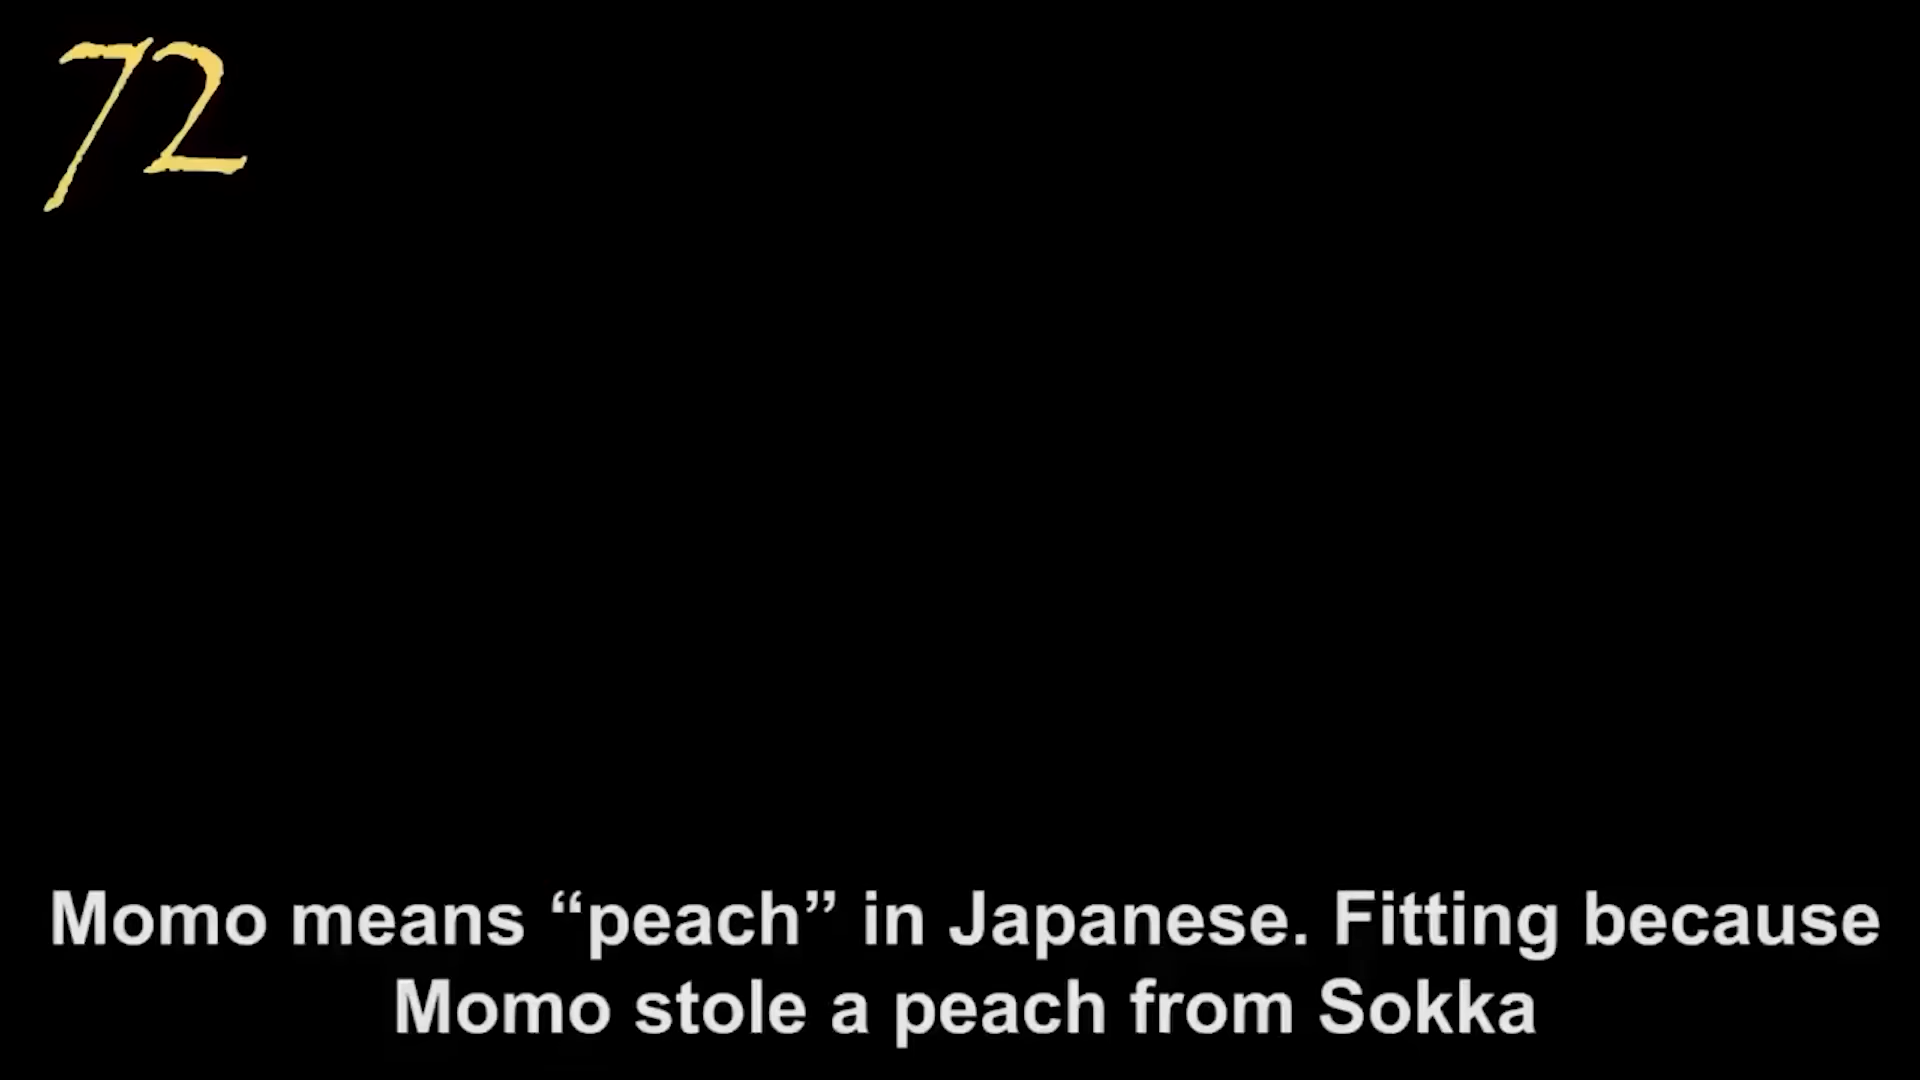 72
Momo means “peach” in Japanese. Fitting because
Momo stole a peach from Sokka